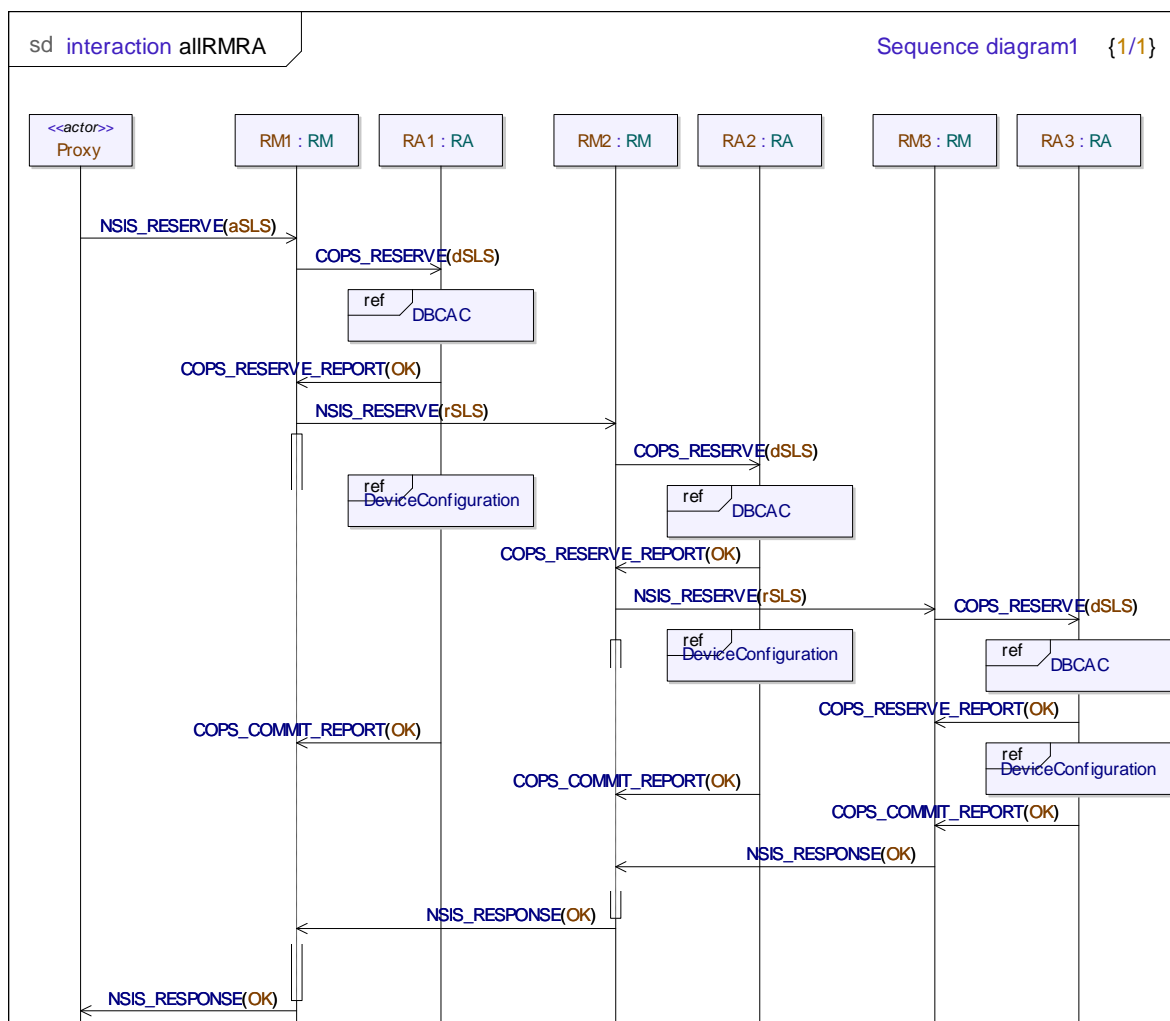 sd interaction allRMRA
Sequence diagram1 {1/1}
<<actor>>
Proxy
RM1 : RM
RA1 : RA
RM2 : RM
RA2 : RA
RM3 : RM
RA3 : RA
NSIS_RESERVE(aSLS)
COPS_RESERVE(dSLS)
ref
DBCAC
COPS_RESERVE_REPORT(OK)
NSIS_RESERVE(rSLS)
COPS_RESERVE(dSLS)
ref
DeviceConfiguration
ref
DBCAC
COPS_RESERVE_REPORT(OK)
NSIS_RESERVE(rSLS)
COPS_RESERVE(dSLS)
ref
DeviceConfiguration
ref
DBCAC
COPS_RESERVE_REPORT(OK)
COPS_COMMIT_REPORT(OK)
ref
DeviceConfiguration
COPS_COMMIT_REPORT(OK)
COPS_COMMIT_REPORT(OK)
NSIS_RESPONSE(OK)
NSIS_RESPONSE(OK)
NSIS_RESPONSE(OK)